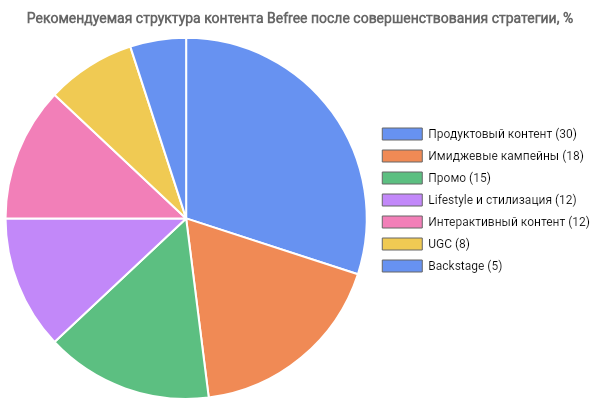 Рекомендуемая структура контента Befree после совершенствования стратегии, %
Продуктовый контент (30)
Имиджевые кампейны (18)
Промо (15)
Lifestyle и стилизация (12)
Интерактивный контент (12)
UGC (8)
Backstage (5)